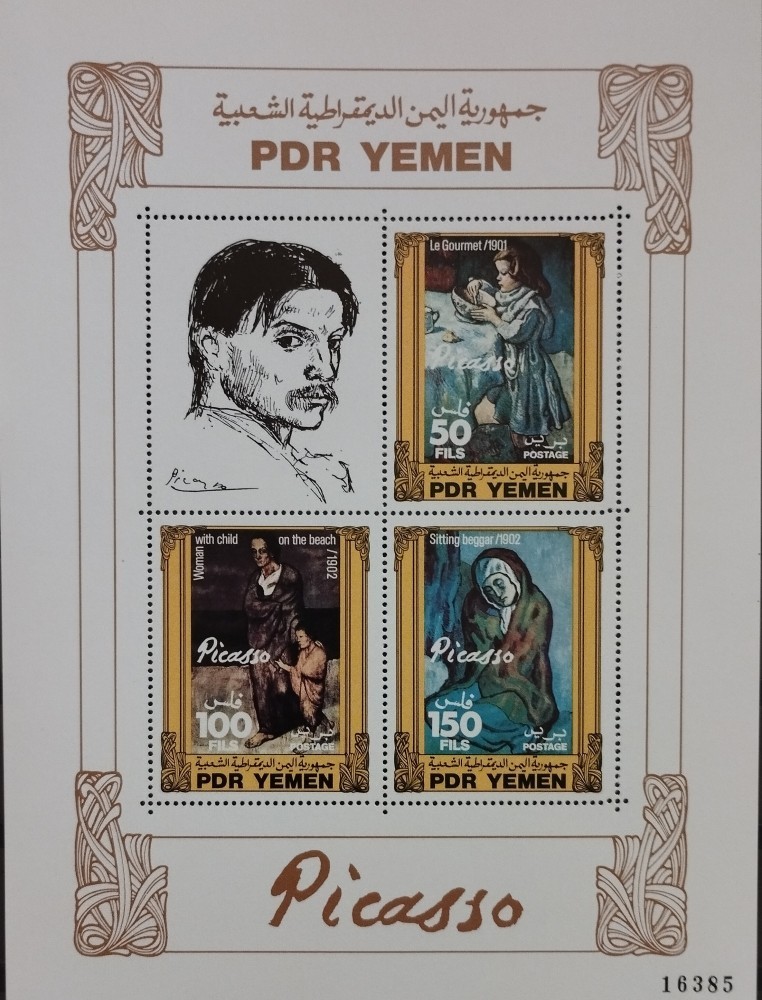 جمهورية اليمن الديمقراطية الشعبية
PDR YEMEN
Picasso
Le Gourmet/1901
Picasso
فلس
50
FILS
بريد
POSTAGE
جمهورية اليمن الديمقراطية الشعبية
PDR YEMEN
Woman with child on the beach /1902
Picasso
فلس
100
FILS
بريد
POSTAGE
جمهورية اليمن الديمقراطية الشعبية
PDR YEMEN
Sitting beggar/1902
Picasso
فلس
150
FILS
بريد
POSTAGE
جمهورية اليمن الديمقراطية الشعبية
PDR YEMEN
Picasso
16385